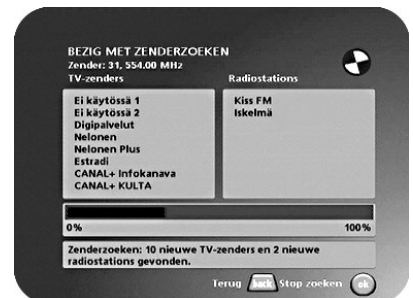 BEZIG MET ZENDERZOEKEN
Zender: 31, 554.00 MHz
TV-zenders
Radiostations
Ei käytössä 1
Ei käytössä 2
Digipalvelut
Nelonen
Nelonen Plus
Estradi
CANAL+ Infokanava
CANAL+ KULTA
Kiss FM
Iskelmä
0%
100%
Zenderzoeken: 10 nieuwe TV-zenders en 2 nieuwe
radiostations gevonden.
Terug back Stop zoeken ok